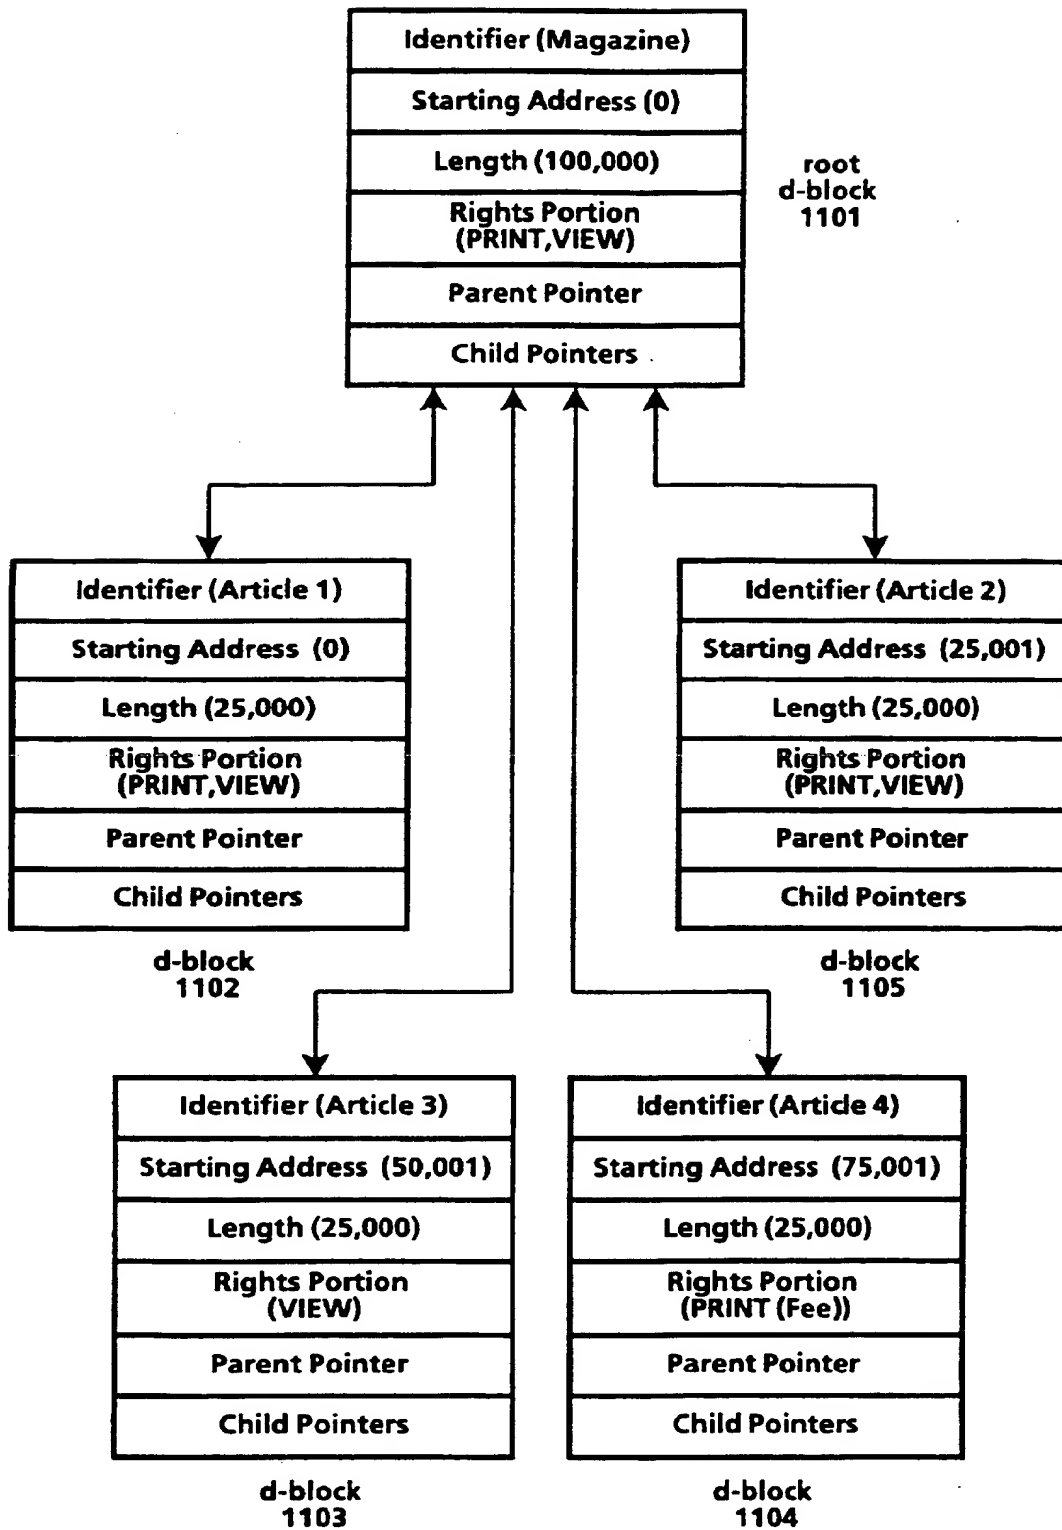 Identifier (Magazine)
Starting Address (0)
Length (100,000)
Rights Portion
(PRINT,VIEW)
Parent Pointer
Child Pointers
root
d-block
1101
Identifier (Article 1)
Starting Address (0)
Length (25,000)
Rights Portion
(PRINT,VIEW)
Parent Pointer
Child Pointers
d-block
1102
Identifier (Article 2)
Starting Address (25,001)
Length (25,000)
Rights Portion
(PRINT,VIEW)
Parent Pointer
Child Pointers
d-block
1105
Identifier (Article 3)
Starting Address (50,001)
Length (25,000)
Rights Portion
(VIEW)
Parent Pointer
Child Pointers
d-block
1103
Identifier (Article 4)
Starting Address (75,001)
Length (25,000)
Rights Portion
(PRINT (Fee))
Parent Pointer
Child Pointers
d-block
1104